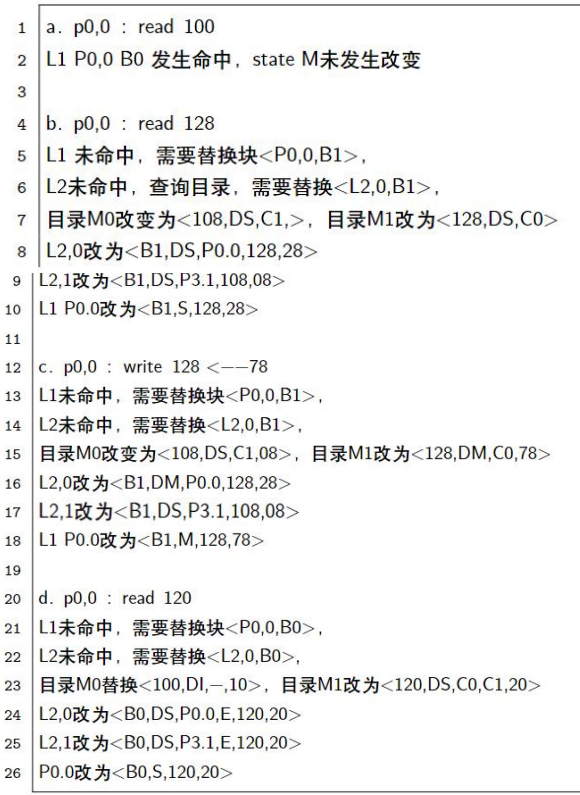 1 a. p0,0 : read 100
2 L1 P0,0 B0 发生命中, state M未发生改变
3
4 b. p0,0 : read 128
5 L1 未命中, 需要替换块<P0,0,B1>,
6 L2未命中, 查询目录, 需要替换<L2,0,B1>,
7 目录M0改变为<108,DS,C1,>, 目录M1改为<128,DS,C0>
8 L2,0改为<B1,DS,P0.0,128,28>
9 L2,1改为<B1,DS,P3.1,108,08>
10 L1 P0.0改为<B1,S,128,28>
11
12 c. p0,0 : write 128 <--78
13 L1未命中, 需要替换块<P0,0,B1>,
14 L2未命中, 需要替换<L2,0,B1>,
15 目录M0改变为<108,DS,C1,08>, 目录M1改为<128,DM,C0,78>
16 L2,0改为<B1,DM,P0.0,128,28>
17 L2,1改为<B1,DS,P3.1,108,08>
18 L1 P0.0改为<B1,M,128,78>
19
20 d. p0,0 : read 120
21 L1未命中, 需要替换块<P0,0,B0>,
22 L2未命中, 需要替换<L2,0,B0>,
23 目录M0替换<100,DI,-,10>, 目录M1改为<120,DS,C0,C1,20>
24 L2,0改为<B0,DS,P0.0,E,120,20>
25 L2,1改为<B0,DS,P3.1,E,120,20>
26 P0.0改为<B0,S,120,20>